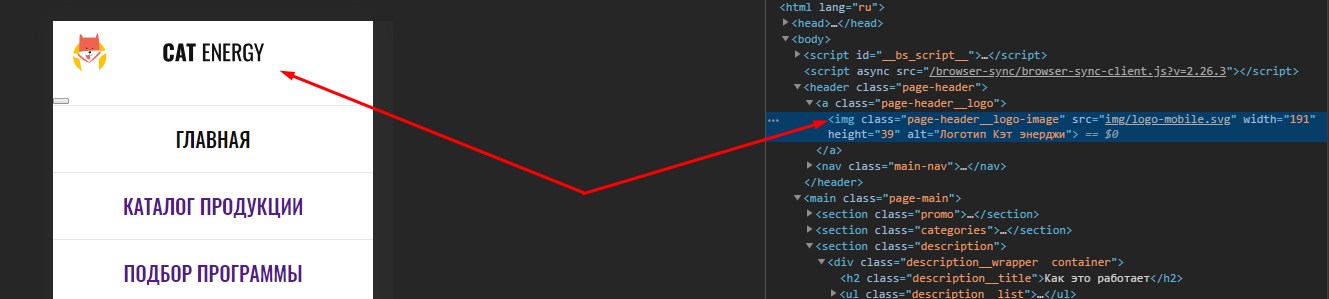 CAT ENERGY
ГЛАВНАЯ
КАТАЛОГ ПРОДУКЦИИ
ПОДБОР ПРОГРАММЫ
<html lang="ru">
<head>…</head>
<body>
<script id="__bs_script__">…</script>
<script async src="/browser-sync/browser-sync-client.js?v=2.26.3"></script>
<header class="page-header">
<a class="page-header__logo">
<img class="page-header__logo-image" src="img/logo-mobile.svg" width="191"
height="39" alt="Логотип Кэт энерджи"> == $0
</a>
<nav class="main-nav">…</nav>
</header>
<main class="page-main">
<section class="promo">…</section>
<section class="categories">…</section>
<section class="description">
<div class="description__wrapper  container">
<h2 class="description__title">Как это работает</h2>
<ul class="description__list">…</ul>